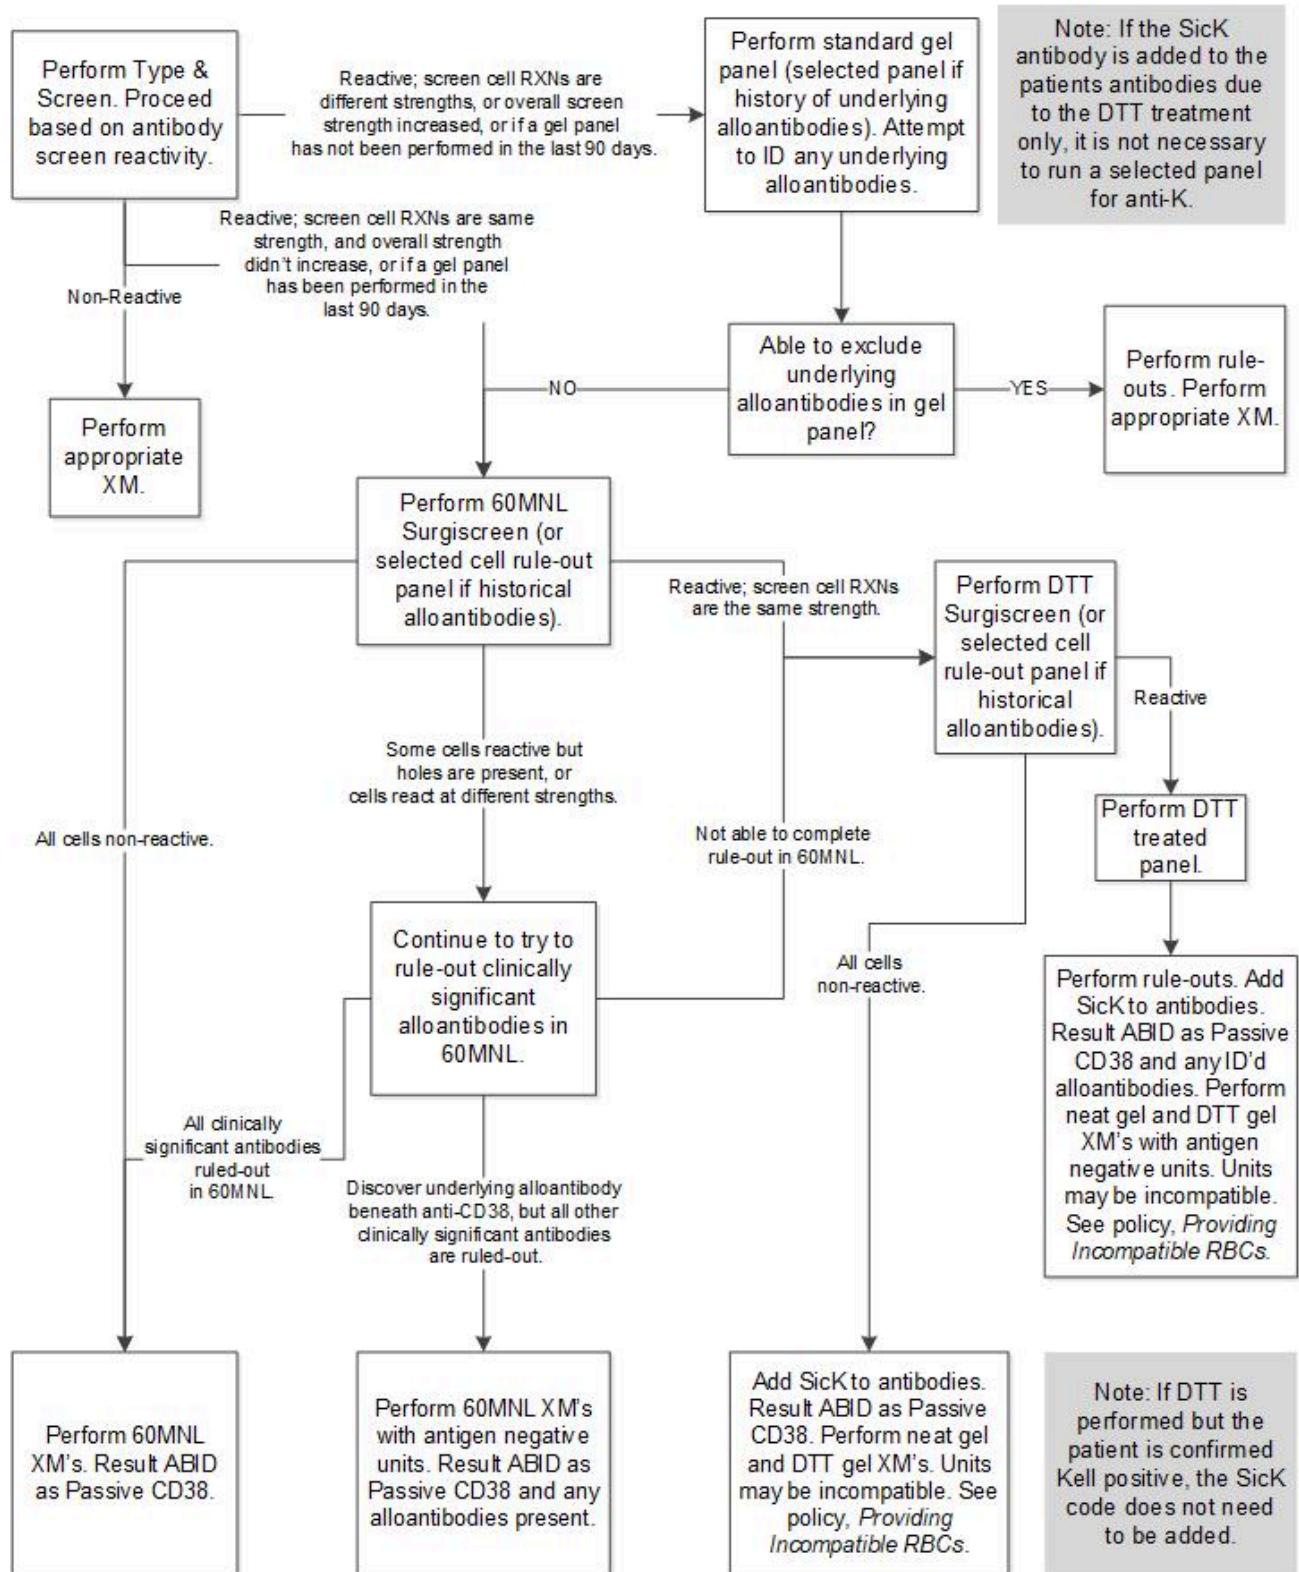 Perform Type &
Screen. Proceed
based on antibody
screen reactivity.
Reactive; screen cell RXNs are
different strengths, or overall screen
strength increased, or if a gel panel
has not been performed in the last 90 days.
Perform standard gel
panel (selected panel if
history of underlying
alloantibodies). Attempt
to ID any underlying
alloantibodies.
Note: If the SicK
antibody is added to the
patients antibodies due
to the DTT treatment
only, it is not necessary
to run a selected panel
for anti-K.
Reactive; screen cell RXNs are same
strength, and overall strength
didn't increase, or if a gel panel
has been performed in the
last 90 days.
Non-Reactive
Perform
appropriate
XM.
Able to exclude
underlying
alloantibodies in gel
panel?
NO
YES
Perform rule-
outs. Perform
appropriate XM.
Perform 60MNL
Surgiscreen (or
selected cell rule-out
panel if historical
alloantibodies).
Reactive; screen cell RXNs
are the same strength.
Perform DTT
Surgiscreen (or
selected cell
rule-out panel if
historical
alloantibodies).
Reactive
Some cells reactive but
holes are present, or
cells react at different strengths.
All cells non-reactive.
Not able to complete
rule-out in 60MNL.
Perform DTT
treated
panel.
Continue to try to
rule-out clinically
significant
alloantibodies in
60MNL.
All cells
non-reactive.
Perform rule-outs. Add
SicK to antibodies.
Result ABID as Passive
CD38 and any ID'd
alloantibodies. Perform
neat gel and DTT gel
XM's with antigen
negative units. Units
may be incompatible.
See policy, Providing
Incompatible RBCs.
All clinically
significant antibodies
ruled-out
in 60MNL.
Discover underlying alloantibody
beneath anti-CD38, but all other
clinically significant antibodies
are ruled-out.
Perform 60MNL
XM's. Result ABID
as Passive CD38.
Perform 60MNL XM's
with antigen negative
units. Result ABID as
Passive CD38 and any
alloantibodies present.
Add SicK to antibodies.
Result ABID as Passive
CD38. Perform neat gel
and DTT gel XM's. Units
may be incompatible. See
policy, Providing
Incompatible RBCs.
Note: If DTT is
performed but the
patient is confirmed
Kell positive, the SicK
code does not need
to be added.